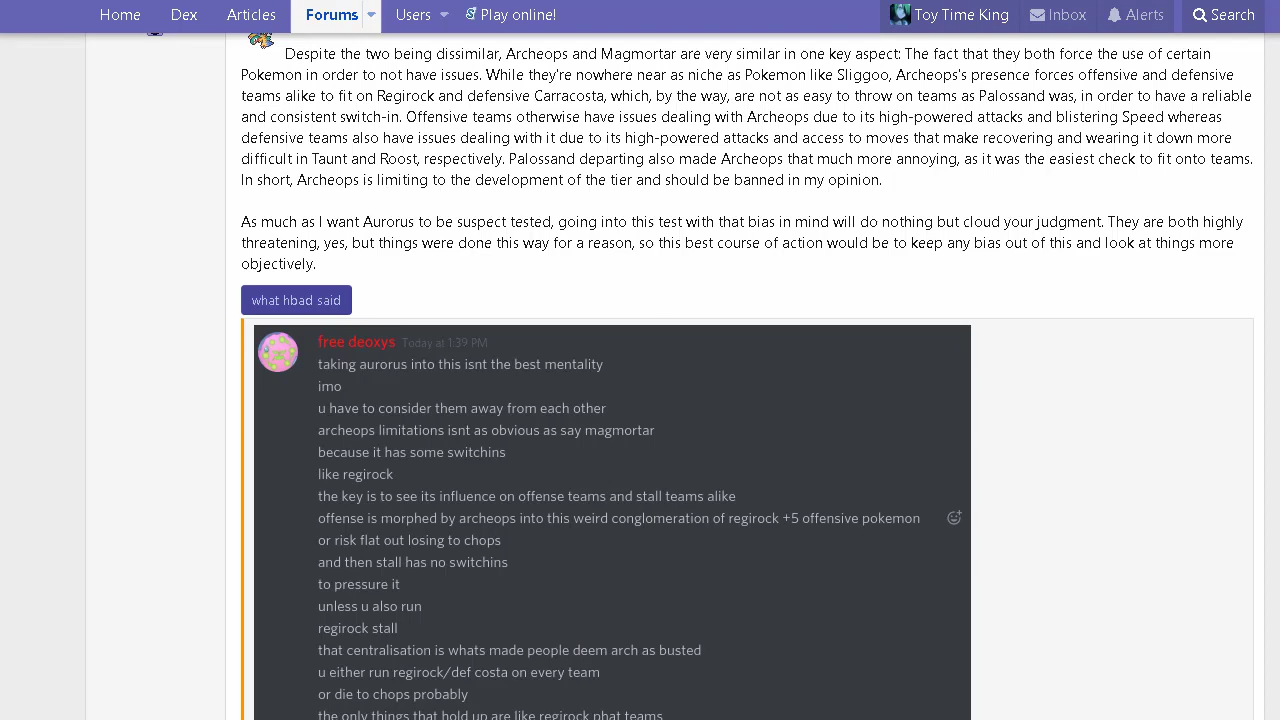 Home Dex Articles Forums Users Play online! Toy Time King Inbox Alerts Search
Despite the two being dissimilar, Archeops and Magmortar are very similar in one key aspect: The fact that they both force the use of certain
Pokemon in order to not have issues. While they're nowhere near as niche as Pokemon like Sliggoo, Archeops's presence forces offensive and defensive
teams alike to fit on Regirock and defensive Carracosta, which, by the way, are not as easy to throw on teams as Palossand was, in order to have a reliable
and consistent switch-in. Offensive teams otherwise have issues dealing with Archeops due to its high-powered attacks and blistering Speed whereas
defensive teams also have issues dealing with it due to its high-powered attacks and access to moves that make recovering and wearing it down more
difficult in Taunt and Roost, respectively. Palossand departing also made Archeops that much more annoying, as it was the easiest check to fit onto teams.
In short, Archeops is limiting to the development of the tier and should be banned in my opinion.
As much as I want Aurorus to be suspect tested, going into this test with that bias in mind will do nothing but cloud your judgment. They are both highly
threatening, yes, but things were done this way for a reason, so this best course of action would be to keep any bias out of this and look at things more
objectively.
what hbad said
free deoxys Today at 1:39 PM
taking aurorus into this isnt the best mentality
imo
u have to consider them away from each other
archeops limitations isnt as obvious as say magmortar
because it has some switchins
like regirock
the key is to see its influence on offense teams and stall teams alike
offense is morphed by archeops into this weird conglomeration of regirock +5 offensive pokemon
or risk flat out losing to chops
and then stall has no switchins
to pressure it
unless u also run
regirock stall
that centralisation is whats made people deem arch as busted
u either run regirock/def costa on every team
or die to chops probably
the only things that hold up are like regirock phat teams